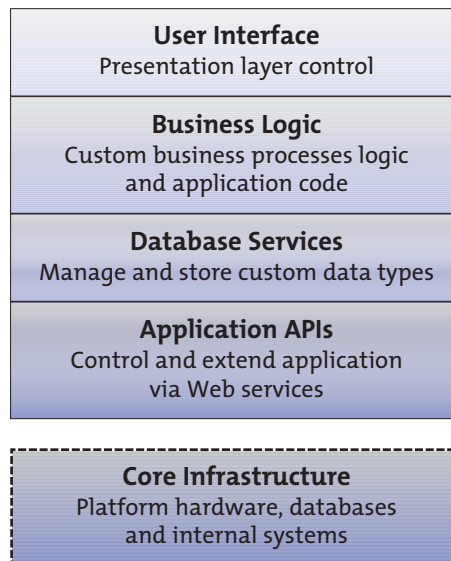 User Interface
Presentation layer control
Business Logic
Custom business processes logic
and application code
Database Services
Manage and store custom data types
Application APIs
Control and extend application
via Web services
Core Infrastructure
Platform hardware, databases
and internal systems